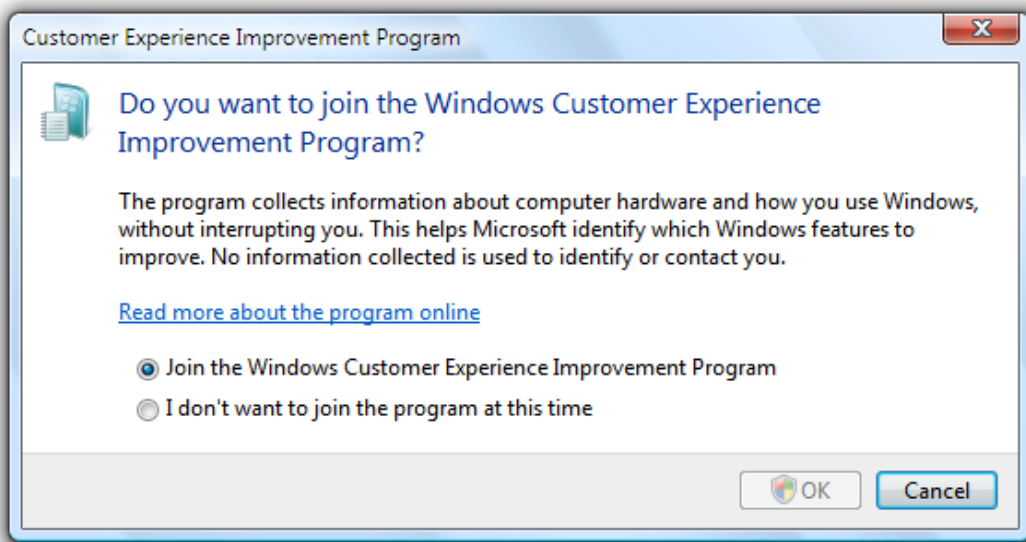 Customer Experience Improvement Program
Do you want to join the Windows Customer Experience
Improvement Program?
The program collects information about computer hardware and how you use Windows,
without interrupting you. This helps Microsoft identify which Windows features to
improve. No information collected is used to identify or contact you.
Read more about the program online
Join the Windows Customer Experience Improvement Program
I don't want to join the program at this time
OK Cancel